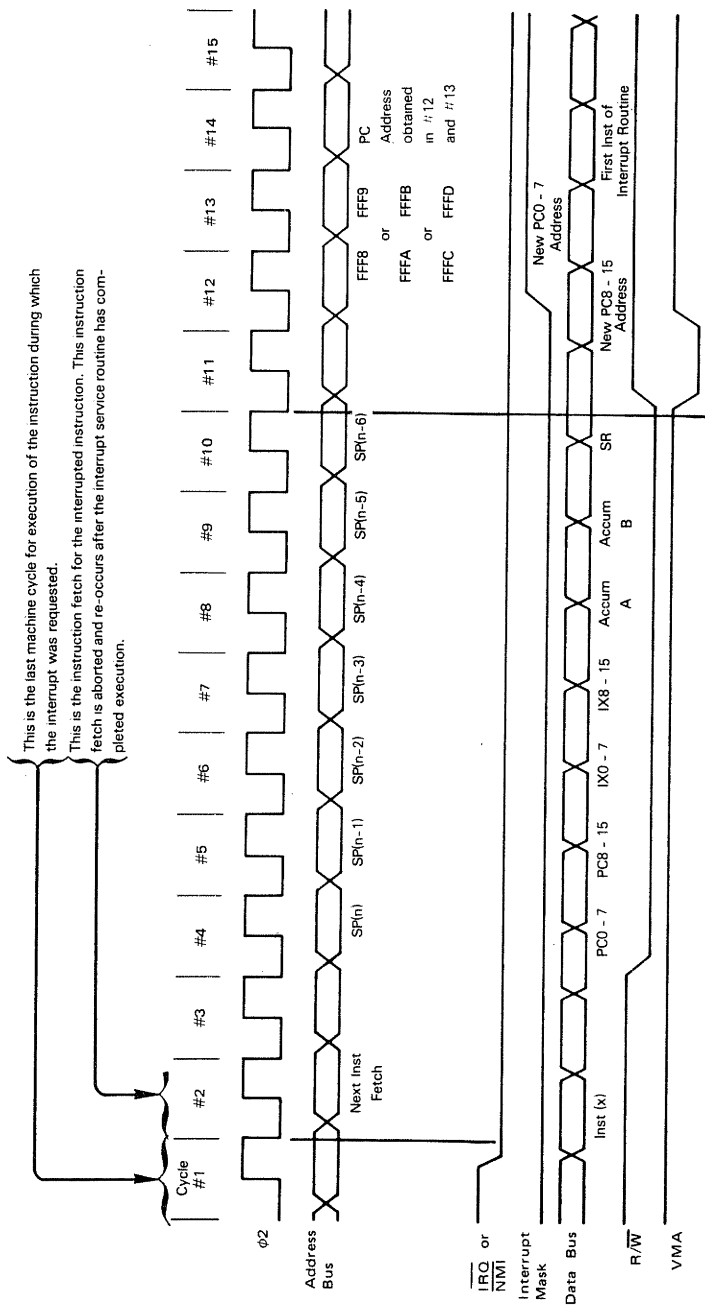 This is the last machine cycle for execution of the instruction during which
the interrupt was requested.
This is the instruction fetch for the interrupted instruction. This instruction
fetch is aborted and re-occurs after the interrupt service routine has com-
pleted execution.
Cycle
#1 #2 #3 #4 #5 #6 #7 #8 #9 #10 #11 #12 #13 #14 #15
φ2
Address
Bus
Next Inst
Fetch
SP(n) SP(n-1) SP(n-2) SP(n-3) SP(n-4) SP(n-5) SP(n-6)
FFF8 FFF9
or
FFFA FFFB
or
FFFC FFFD
PC
Address
obtained
in #12
and #13
IRQ or
NMI
Interrupt
Mask
New PC0 - 7
Address
Data Bus
Inst (x)
PC0 - 7 PC8 - 15 IX0 - 7 IX8 - 15
Accum
A
Accum
B
SR
New PC8 - 15
Address
First Inst of
Interrupt Routine
R/W
VMA